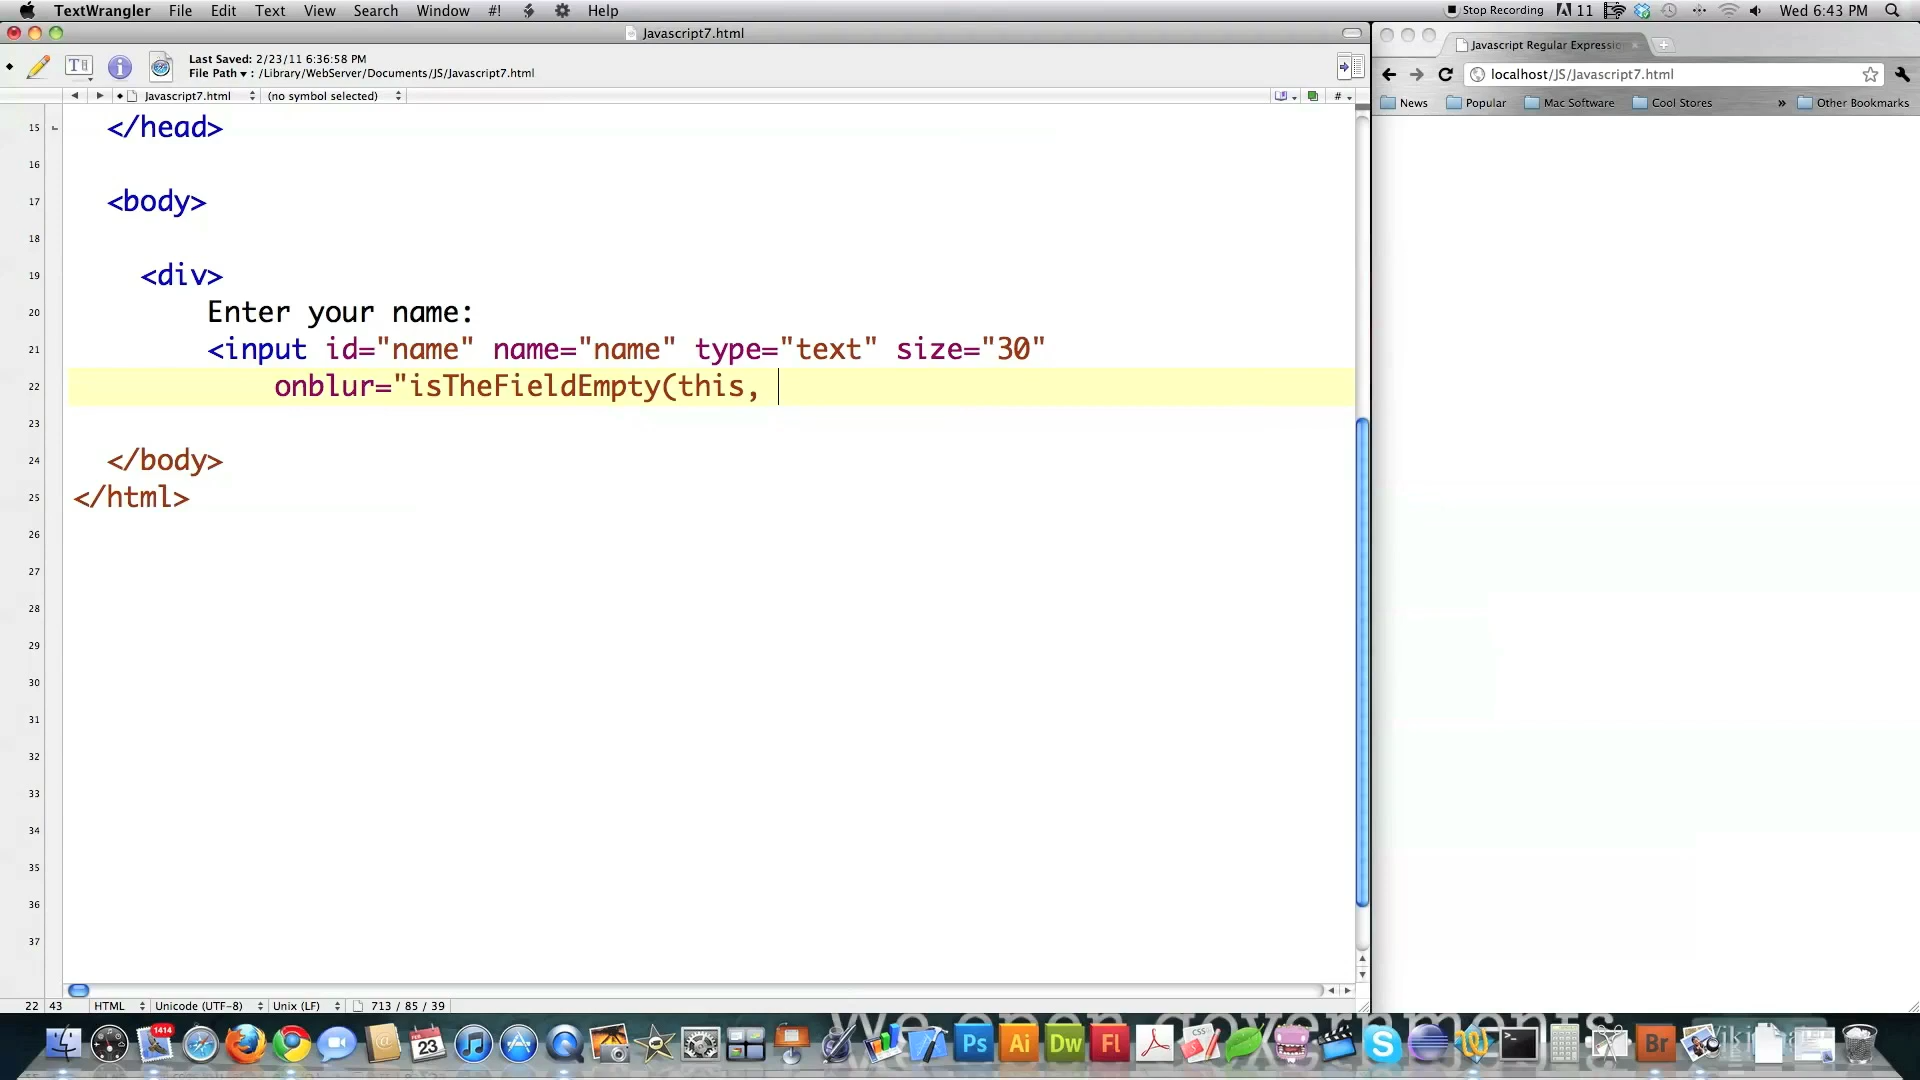 TextWrangler File Edit Text View Search Window #! Help Stop Recording 11 Wed 6:43 PM
Javascript7.html
Last Saved: 2/23/11 6:36:58 PM
File Path ▾ : /Library/WebServer/Documents/JS/Javascript7.html
Javascript7.html (no symbol selected) #
Javascript Regular Expressio
localhost/JS/Javascript7.html
News Popular Mac Software Cool Stores » Other Bookmarks
15 </head>
16
17 <body>
18
19 <div>
20 Enter your name:
21 <input id="name" name="name" type="text" size="30"
22 onblur="isTheFieldEmpty(this,
23
24 </body>
25 </html>
26
27
28
29
30
31
32
33
34
35
36
37
22 43 HTML Unicode (UTF-8) Unix (LF) 713 / 85 / 39
we open governments.
1414 23 Ps Ai Dw Fl CSS Br